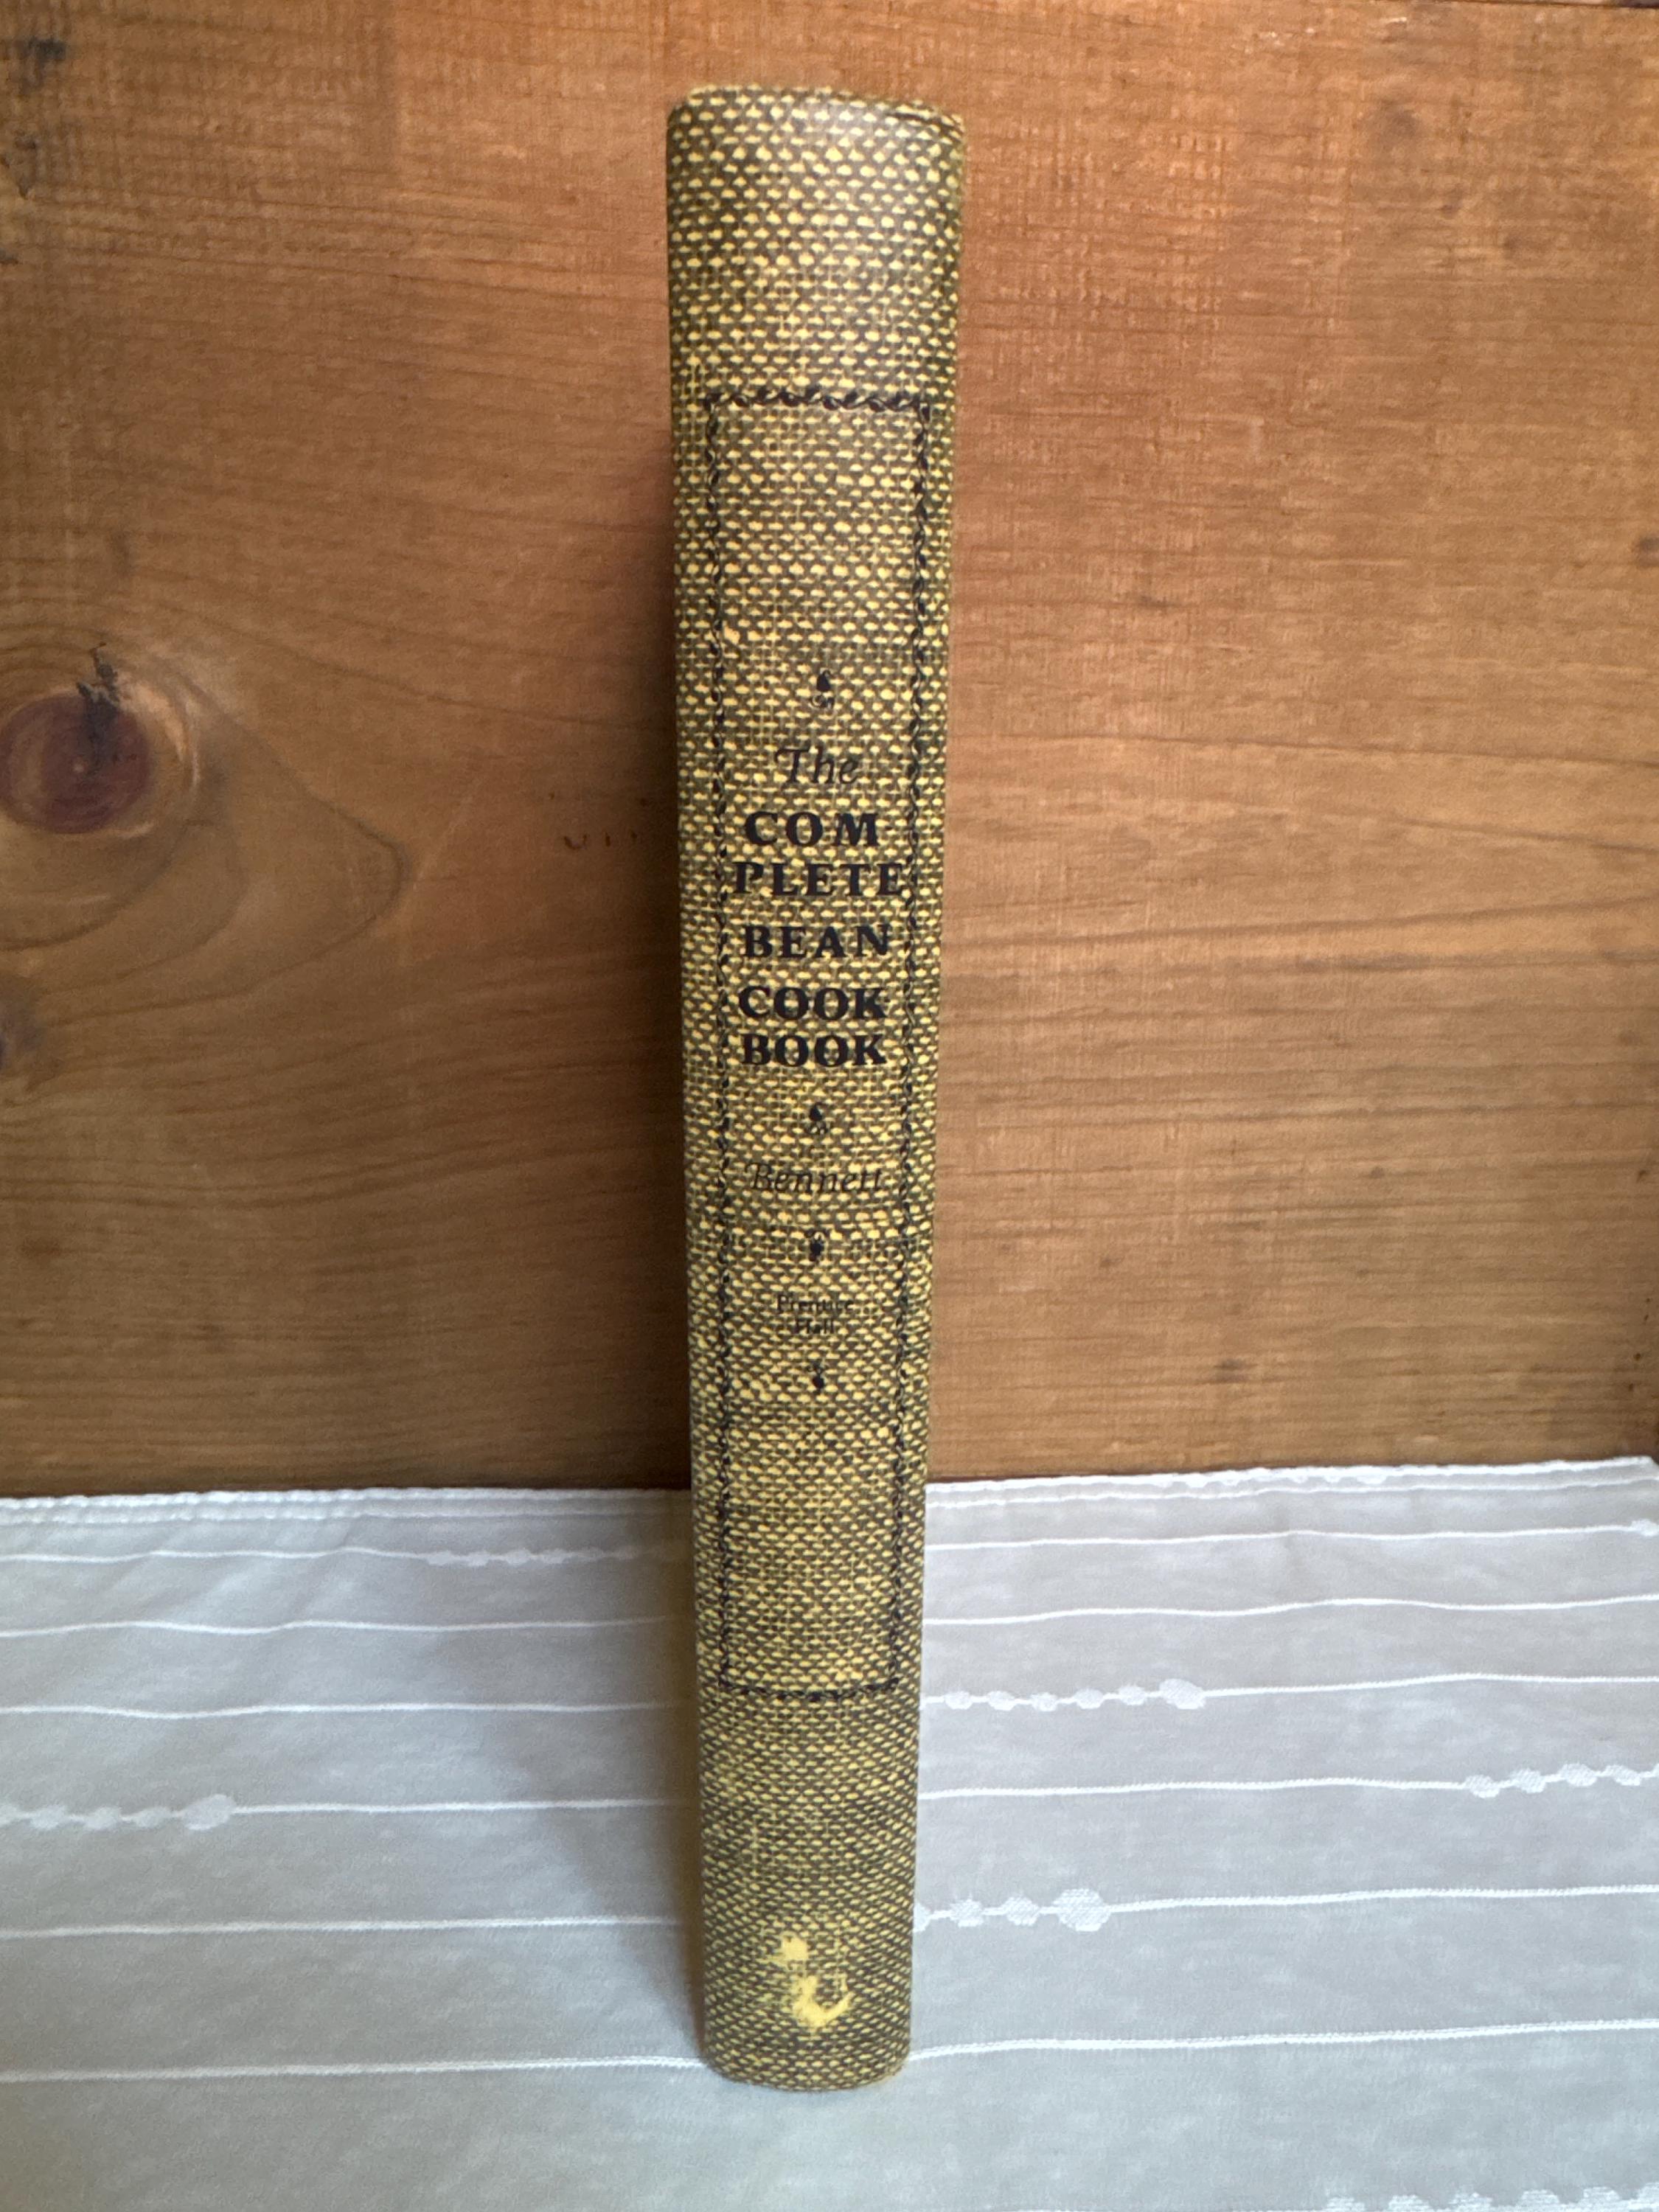 The
COM
PLETE
BEAN
COOK
BOOK
Bennett
Prentice
Hall